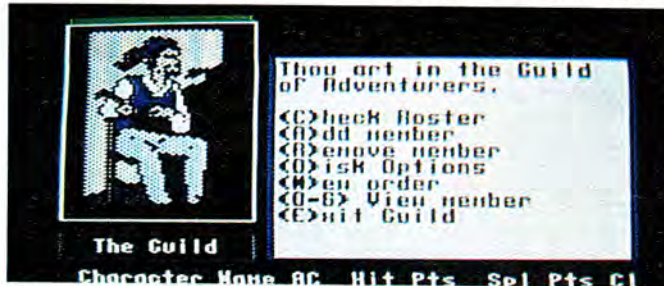 Thou art in the Guild
of Adventurers.
<C>heck Roster
<A>dd member
<R>emove member
<D>isk Options
<N>ew order
<0-6> View member
<E>xit Guild
The Guild
Character Name AC Hit Pts Spl Pts Cl